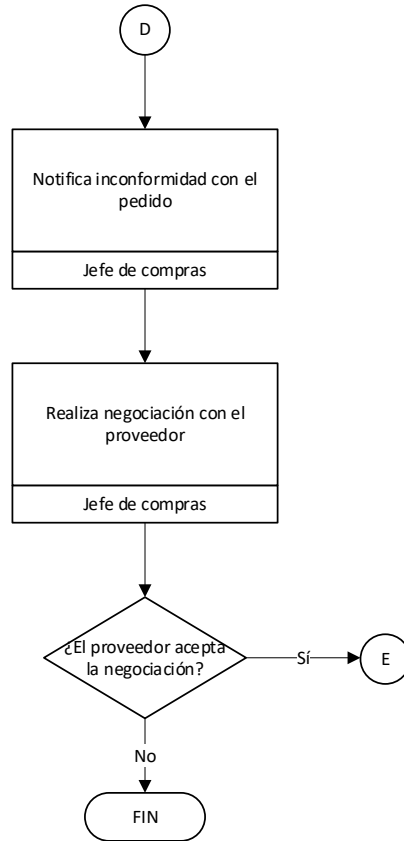 D
Notifica inconformidad con el
pedido
Jefe de compras
Realiza negociación con el
proveedor
Jefe de compras
¿El proveedor acepta
la negociación?
Sí
E
No
FIN